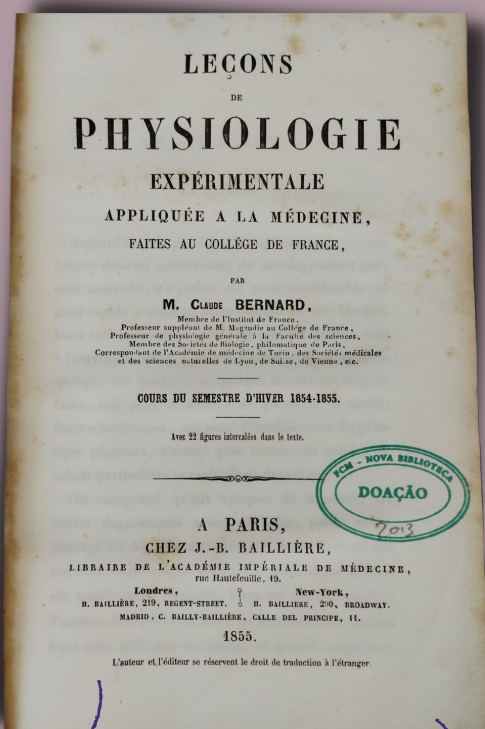 LEÇONS
DE
PHYSIOLOGIE
EXPÉRIMENTALE
APPLIQUÉE A LA MÉDECINE,
FAITES AU COLLÉGE DE FRANCE,
PAR
M. CLAUDE BERNARD,
Membre de l'Institut de France,
Professeur suppléant de M. Magendie au Collége de France,
Professeur de physiologie générale à la Faculté des sciences,
Membre des Sociétés de Biologie, philomatique de Paris,
Correspondant de l'Académie de médecine de Turin, des Sociétés médicales
et des sciences naturelles de Lyon, de Suisse, de Vienne, etc.
COURS DU SEMESTRE D'HIVER 1854-1855.
Avec 22 figures intercalées dans le texte.
FCM - NOVA BIBLIOTECA
DOAÇÃO
2013
A PARIS,
CHEZ J.-B. BAILLIÈRE,
LIBRAIRE DE L'ACADÉMIE IMPÉRIALE DE MÉDECINE,
rue Hautefeuille, 19.
Londres, New-York,
H. BAILLIÈRE, 219, REGENT-STREET. H. BAILLIERE, 290, BROADWAY.
MADRID, C. BAILLY-BAILLIÈRE, CALLE DEL PRINCIPE, 11.
1855.
L'auteur et l'éditeur se réservent le droit de traduction à l'étranger.